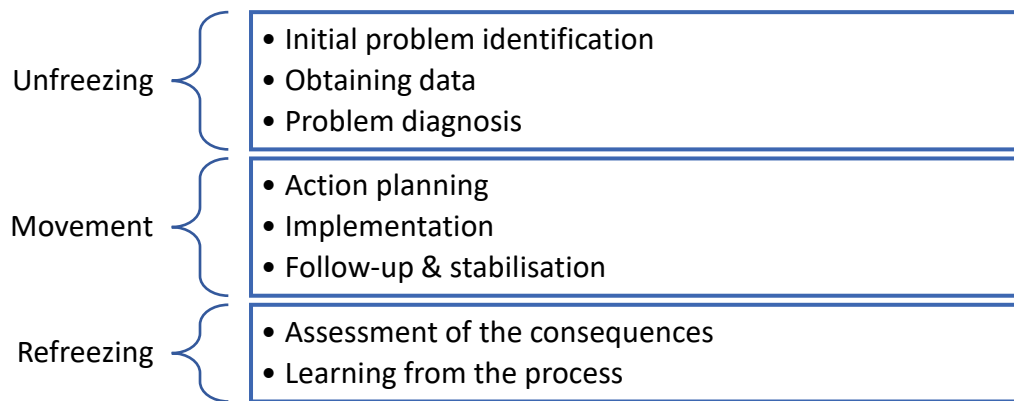 Unfreezing
• Initial problem identification
• Obtaining data
• Problem diagnosis
Movement
• Action planning
• Implementation
• Follow-up & stabilisation
Refreezing
• Assessment of the consequences
• Learning from the process